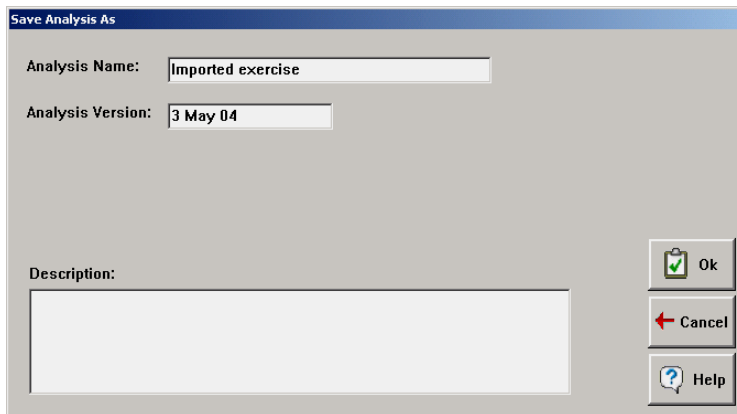 Save Analysis As
Analysis Name: Imported exercise
Analysis Version: 3 May 04
Ok
Description:
Cancel
Help